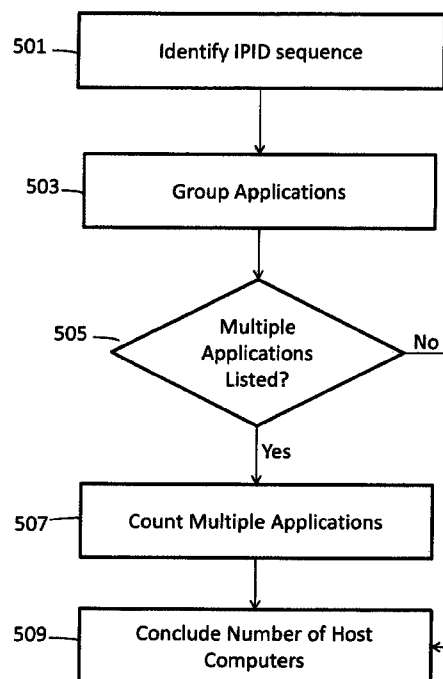 501
Identify IPID sequence
503
Group Applications
505
Multiple
Applications
Listed?
No
Yes
507
Count Multiple Applications
509
Conclude Number of Host
Computers